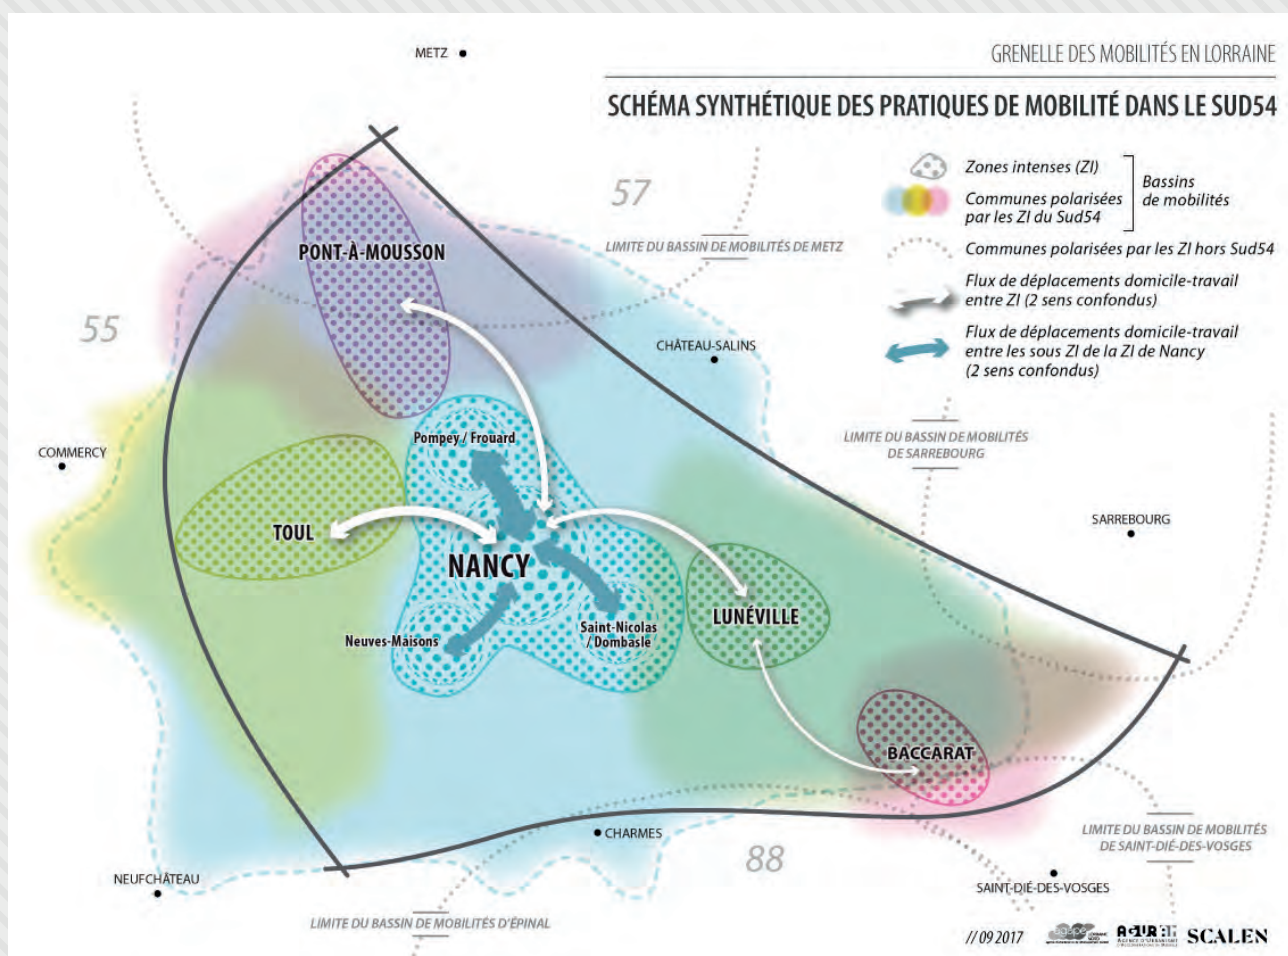 METZ
GRENELLE DES MOBILITÉS EN LORRAINE
SCHÉMA SYNTHÉTIQUE DES PRATIQUES DE MOBILITÉ DANS LE SUD54
Zones intenses (ZI)
Communes polarisées
par les ZI du Sud54
Bassins
de mobilités
Communes polarisées par les ZI hors Sud54
Flux de déplacements domicile-travail
entre ZI (2 sens confondus)
Flux de déplacements domicile-travail
entre les sous ZI de la ZI de Nancy
(2 sens confondus)
57
LIMITE DU BASSIN DE MOBILITÉS DE METZ
PONT-À-MOUSSON
55
CHÂTEAU-SALINS
COMMERCY
Pompey / Frouard
LIMITE DU BASSIN DE MOBILITÉS
DE SARREBOURG
SARREBOURG
TOUL
NANCY
LUNÉVILLE
Neuves-Maisons
Saint-Nicolas
/ Dombasle
BACCARAT
CHARMES
88
LIMITE DU BASSIN DE MOBILITÉS
DE SAINT-DIÉ-DES-VOSGES
NEUFCHÂTEAU
SAINT-DIÉ-DES-VOSGES
LIMITE DU BASSIN DE MOBILITÉS D'ÉPINAL
// 09 2017
SCALEN